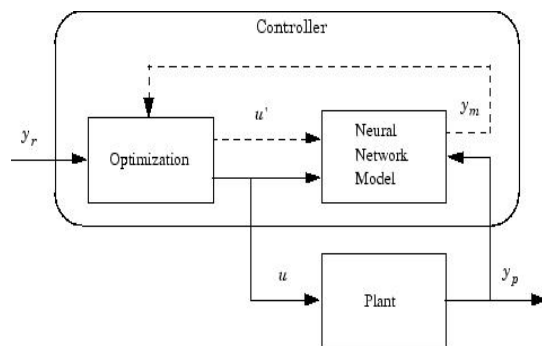 Controller
y_r
Optimization
u'
Neural
Network
Model
y_m
u
Plant
y_p